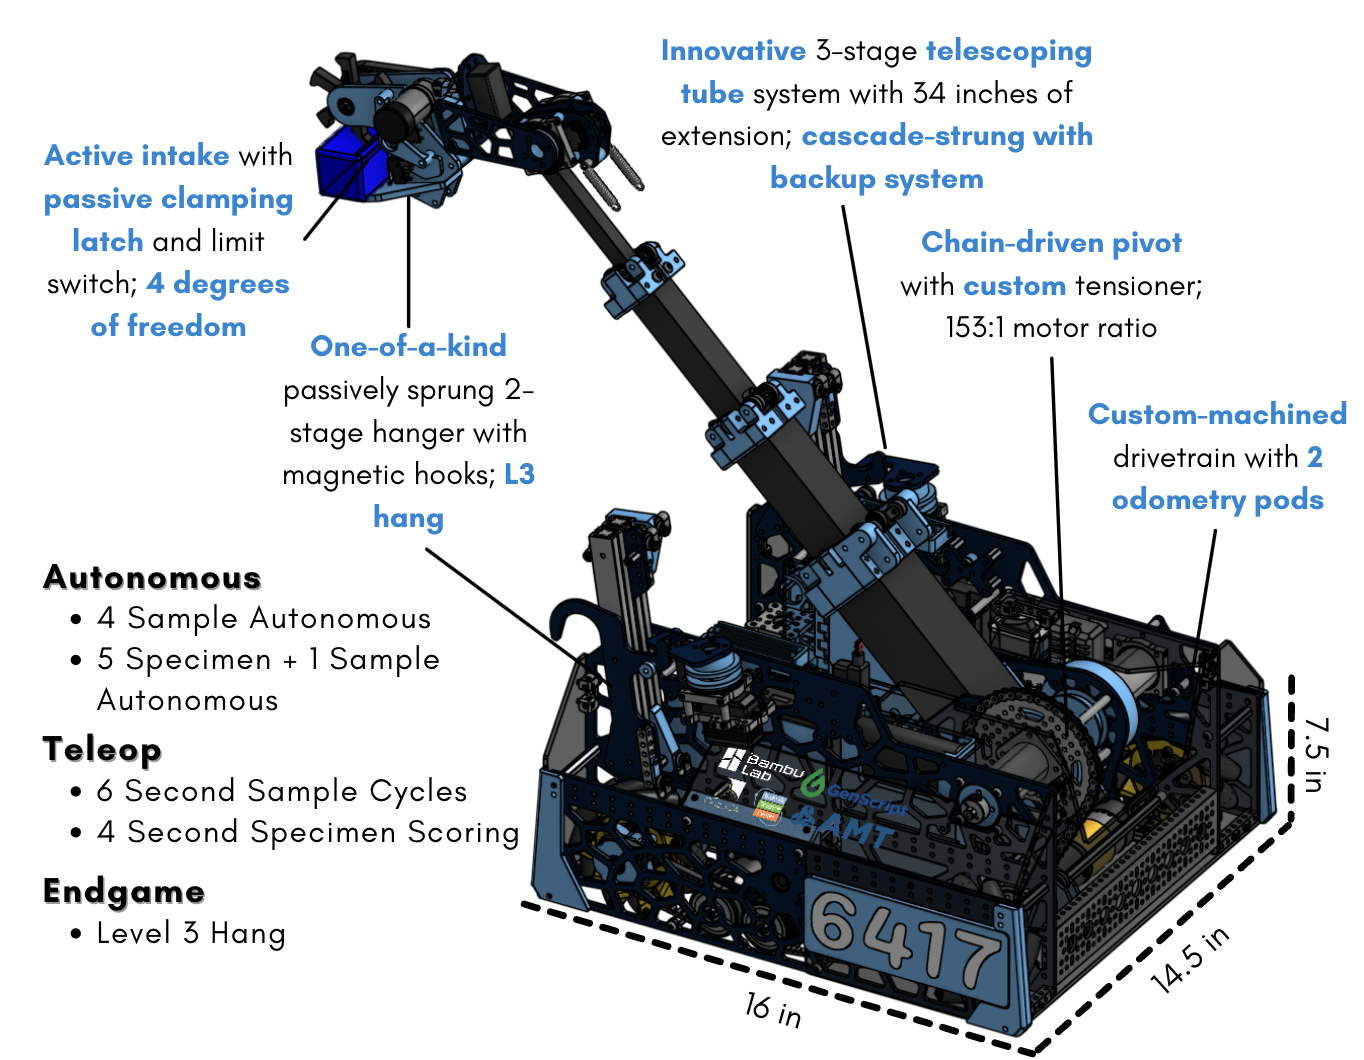 Innovative 3-stage telescoping
tube system with 34 inches of
extension; cascade-strung with
backup system
Active intake with
passive clamping
latch and limit
switch; 4 degrees
of freedom
Chain-driven pivot
with custom tensioner;
153:1 motor ratio
One-of-a-kind
passively sprung 2-
stage hanger with
magnetic hooks; L3
hang
Custom-machined
drivetrain with 2
odometry pods
Autonomous
• 4 Sample Autonomous
• 5 Specimen + 1 Sample
Autonomous
Teleop
• 6 Second Sample Cycles
• 4 Second Specimen Scoring
Endgame
• Level 3 Hang
Bambu
Lab
GenScript
AMT
6417
7.5 in
14.5 in
16 in